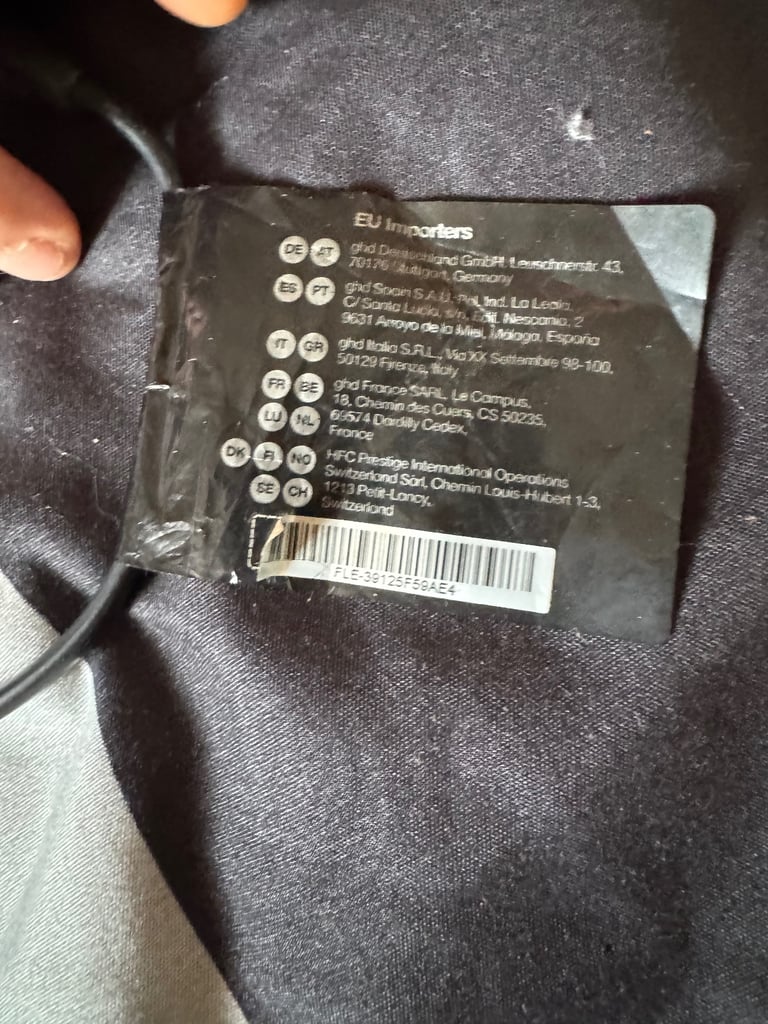 EU Importers
DE AT ghd Deutschland GmbH. Leuschnerstr. 43,
70176 Stuttgart, Germany
ES PT ghd Spain S.A.U. Pol. Ind. La Leala,
C/ Santa Lucía, s/n, Edif. Nescania, 2
9631 Arroyo de la Miel, Málaga, España
IT GR ghd Italia S.R.L., Via XX Settembre 98-100,
50129 Firenze, Italy
FR BE ghd France SARL, Le Campus,
18, Chemin des Cuers, CS 50235,
LU NL 69574 Dardilly Cedex,
France
DK FI NO HFC Prestige International Operations
Switzerland Sàrl, Chemin Louis-Hubert 1-3,
SE CH 1213 Petit-Lancy,
Switzerland
FLE-39125F59AE4